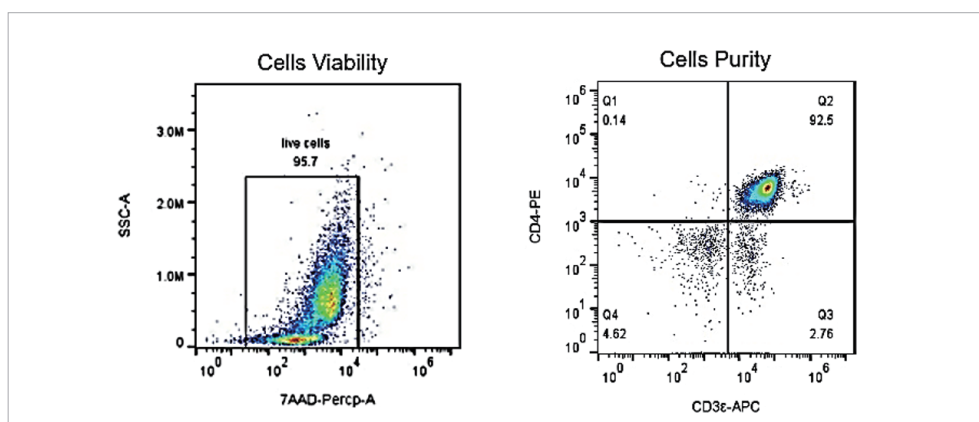 Cells Viability
3.0M
2.0M
1.0M
0
live cells
95.7
SSC-A
10^0
10^2
10^4
10^6
7AAD-Percp-A
Cells Purity
10^6
10^5
10^4
10^3
10^2
10^1
10^0
Q1
0.14
Q2
92.5
Q4
4.62
Q3
2.76
CD4-PE
10^0
10^2
10^4
10^6
CD3ε-APC